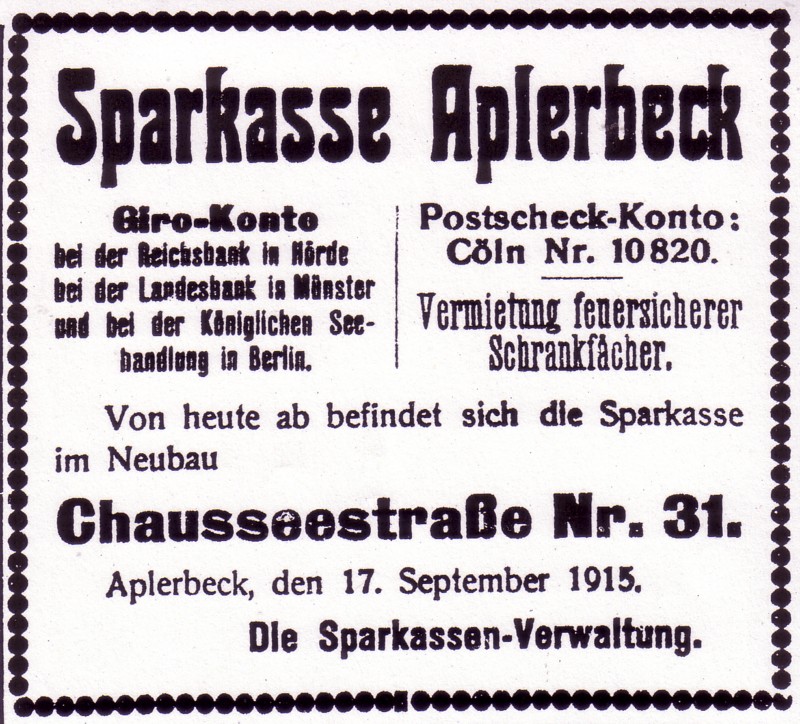 Sparkasse Aplerbeck
Giro-Konto
bei der Reichsbank in Hörde
bei der Landesbank in Münster
und bei der Königlichen See-
handlung in Berlin.
Postscheck-Konto:
Cöln Nr. 10820.
Vermietung feuersicherer
Schrankfächer.
Von heute ab befindet sich die Sparkasse
im Neubau
Chausseestraße Nr. 31.
Aplerbeck, den 17. September 1915.
Die Sparkassen-Verwaltung.